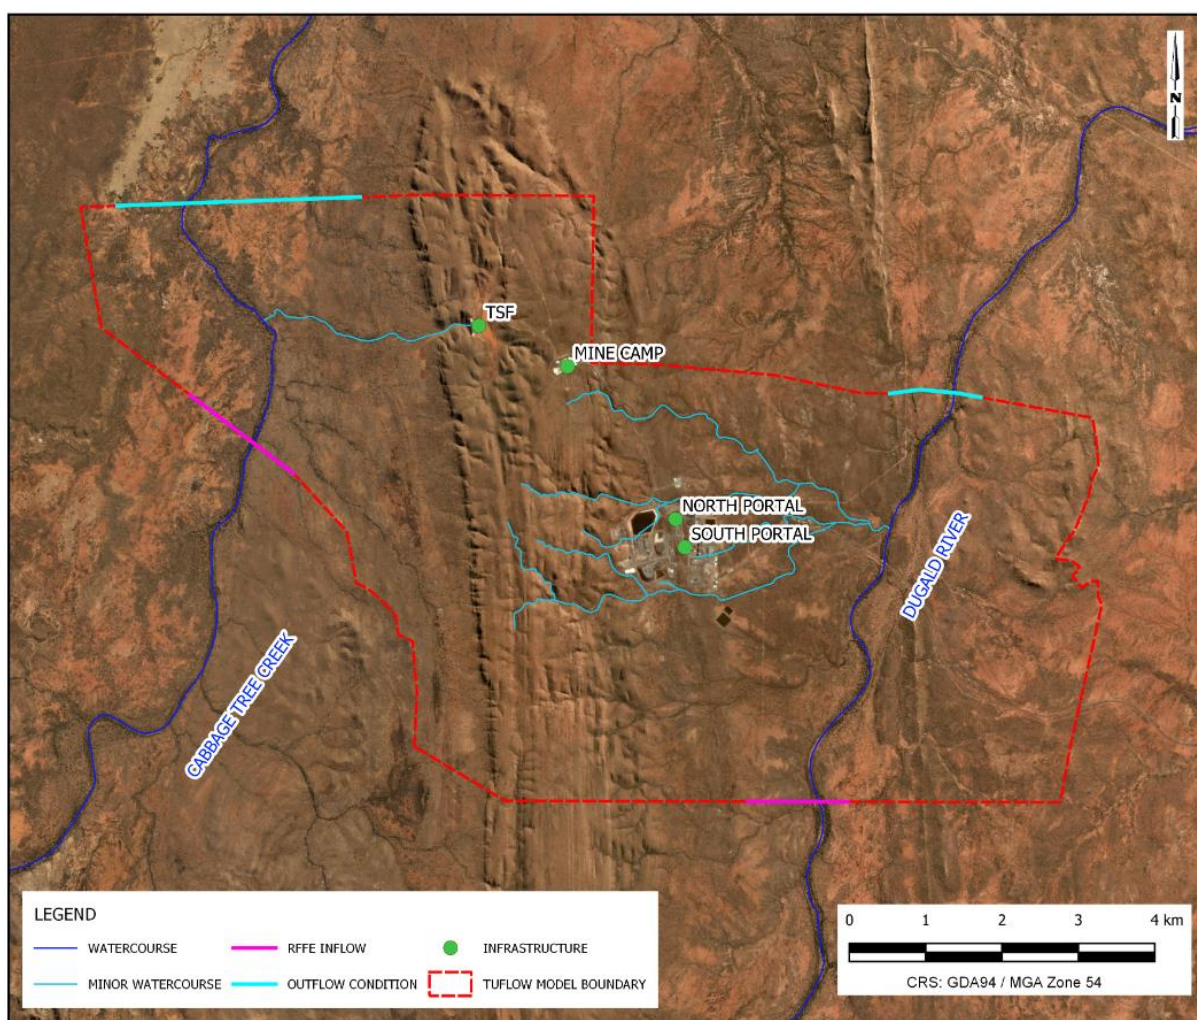 N
TSF
MINE CAMP
NORTH PORTAL
SOUTH PORTAL
DUGALD RIVER
CABBAGE TREE CREEK
LEGEND
WATERCOURSE
RFFE INFLOW
INFRASTRUCTURE
MINOR WATERCOURSE
OUTFLOW CONDITION
TUFLOW MODEL BOUNDARY
0 1 2 3 4 km
CRS: GDA94 / MGA Zone 54